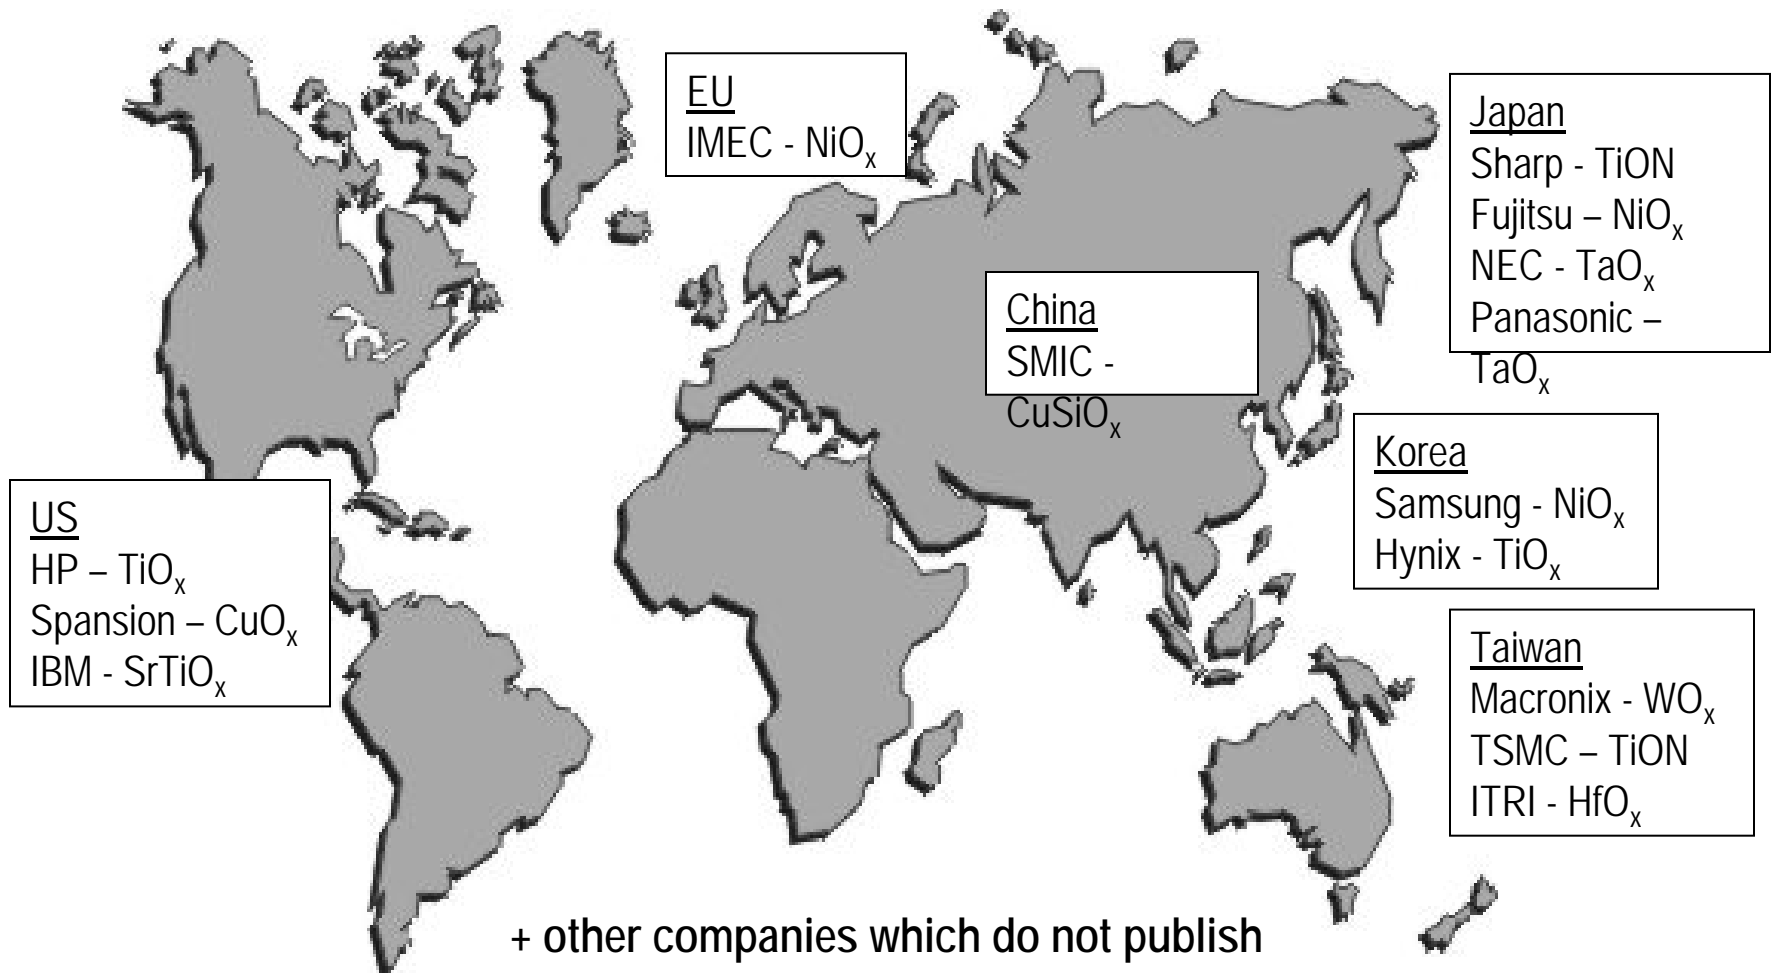 EU
IMEC - NiOₓ
Japan
Sharp - TiON
Fujitsu – NiOₓ
NEC - TaOₓ
Panasonic –
TaOₓ
China
SMIC -
CuSiOₓ
Korea
Samsung - NiOₓ
Hynix - TiOₓ
US
HP – TiOₓ
Spansion – CuOₓ
IBM - SrTiOₓ
Taiwan
Macronix - WOₓ
TSMC – TiON
ITRI - HfOₓ
+ other companies which do not publish